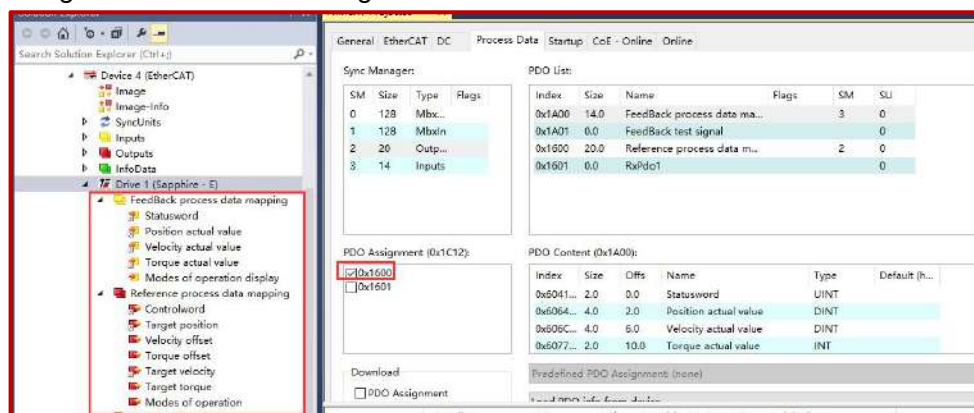 Search Solution Explorer (Ctrl+;)
Device 4 (EtherCAT)
Image
Image-Info
SyncUnits
Inputs
Outputs
InfoData
Drive 1 (Sapphire - E)
FeedBack process data mapping
Statusword
Position actual value
Velocity actual value
Torque actual value
Modes of operation display
Reference process data mapping
Controlword
Target position
Velocity offset
Torque offset
Target velocity
Target torque
Modes of operation
General EtherCAT DC Process Data Startup CoE - Online Online
Sync Manager:
SM Size Type Flags
0 128 Mbx...
1 128 MbxIn
2 20 Outp...
3 14 Inputs
PDO List:
Index Size Name Flags SM SU
0x1A00 14.0 FeedBack process data ma... 3 0
0x1A01 0.0 FeedBack test signal 0
0x1600 20.0 Reference process data m... 2 0
0x1601 0.0 RxPdo1 0
PDO Assignment (0x1C12):
0x1600
0x1601
PDO Content (0x1A00):
Index Size Offs Name Type Default (h...
0x6041... 2.0 0.0 Statusword UINT
0x6064... 4.0 2.0 Position actual value DINT
0x606C... 4.0 6.0 Velocity actual value DINT
0x6077... 2.0 10.0 Torque actual value INT
Download
PDO Assignment
Predefined PDO Assignment: (none)
Load PDO info from device